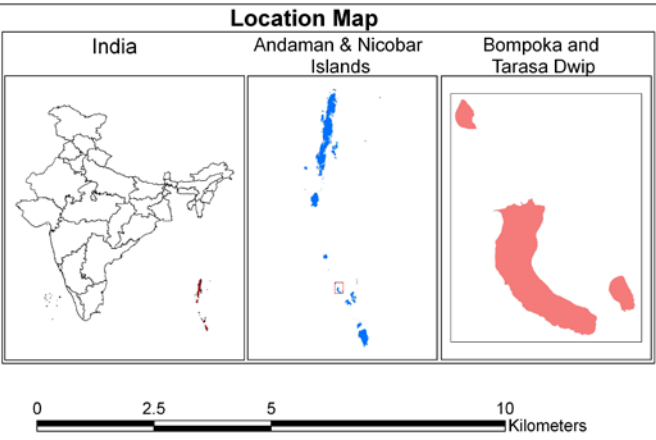 Location Map
India
Andaman & Nicobar
Islands
Bompoka and
Tarasa Dwip
0 2.5 5 10
Kilometers